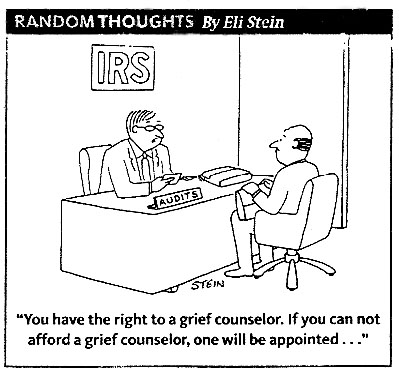 RANDOM THOUGHTS By Eli Stein
IRS
AUDITS
STEIN
“You have the right to a grief counselor. If you can not
afford a grief counselor, one will be appointed . . .”